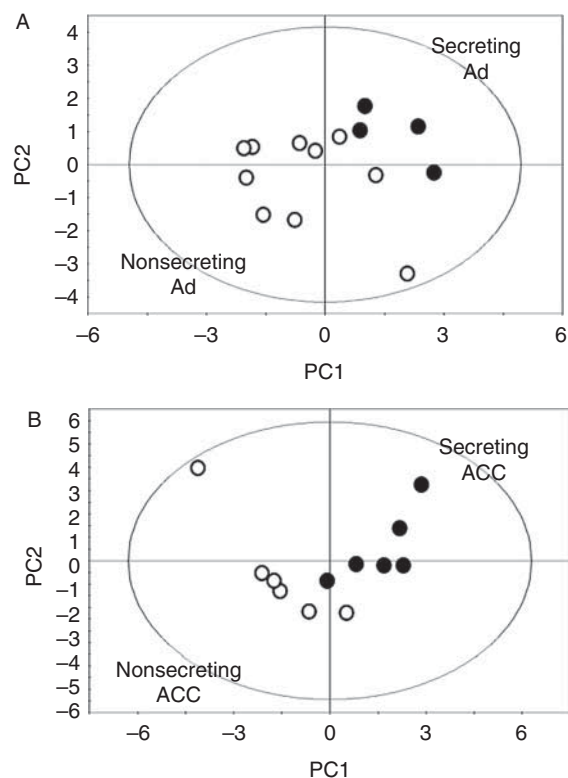 A
4
3
2
1
0
–1
–2
–3
–4
PC2
Secreting
Ad
Nonsecreting
Ad
–6
–3
0
3
6
PC1
B
6
5
4
3
2
1
0
–1
–2
–3
–4
–5
–6
PC2
Secreting
ACC
Nonsecreting
ACC
–6
–3
0
3
6
PC1